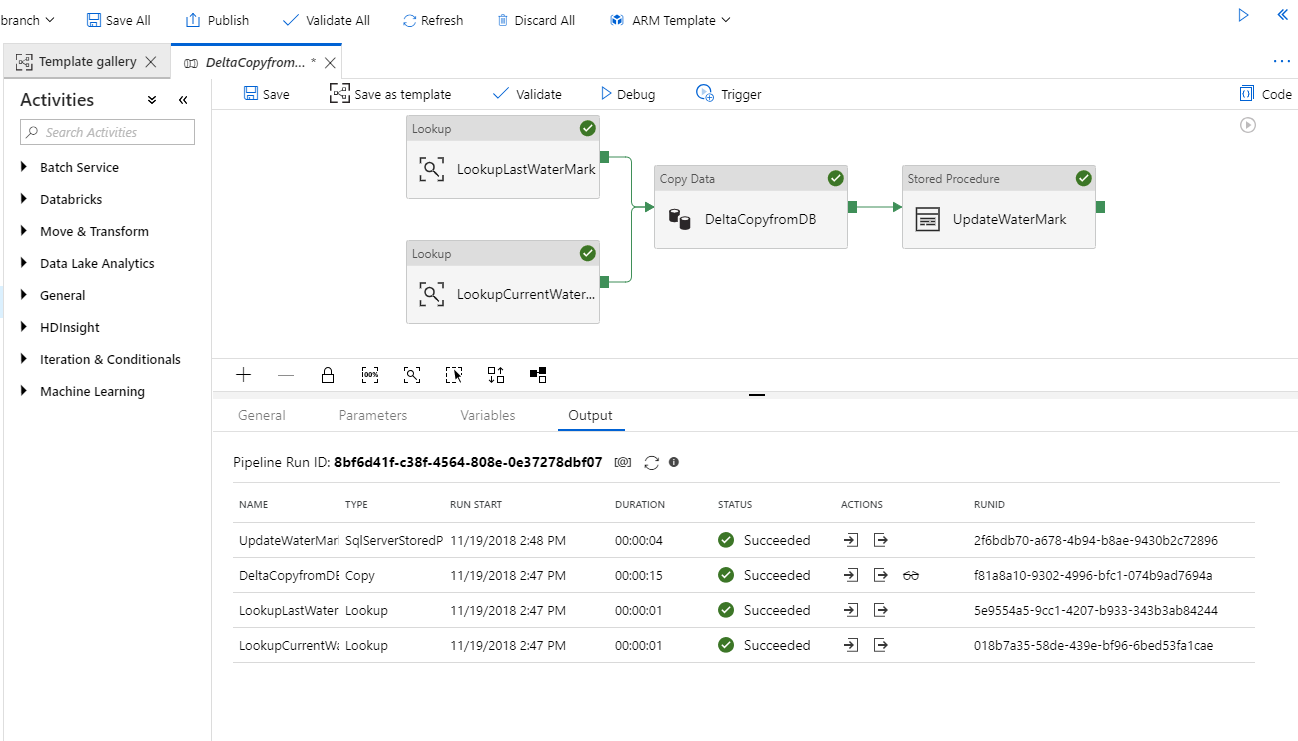 branch Save All Publish Validate All Refresh Discard All ARM Template
Template gallery DeltaCopyfrom... *
Activities
Save Save as template Validate Debug Trigger Code
Search Activities
Batch Service
Databricks
Move & Transform
Data Lake Analytics
General
HDInsight
Iteration & Conditionals
Machine Learning
Lookup
LookupLastWaterMark
Lookup
LookupCurrentWater...
Copy Data
DeltaCopyfromDB
Stored Procedure
UpdateWaterMark
100%
General Parameters Variables Output
Pipeline Run ID: 8bf6d41f-c38f-4564-808e-0e37278dbf07 [@]
NAME TYPE RUN START DURATION STATUS ACTIONS RUNID
UpdateWaterMar SqlServerStoredP 11/19/2018 2:48 PM 00:00:04 Succeeded 2f6bdb70-a678-4b94-b8ae-9430b2c72896
DeltaCopyfromDB Copy 11/19/2018 2:47 PM 00:00:15 Succeeded f81a8a10-9302-4996-bfc1-074b9ad7694a
LookupLastWater Lookup 11/19/2018 2:47 PM 00:00:01 Succeeded 5e9554a5-9cc1-4207-b933-343b3ab84244
LookupCurrentWa Lookup 11/19/2018 2:47 PM 00:00:01 Succeeded 018b7a35-58de-439e-bf96-6bed53fa1cae